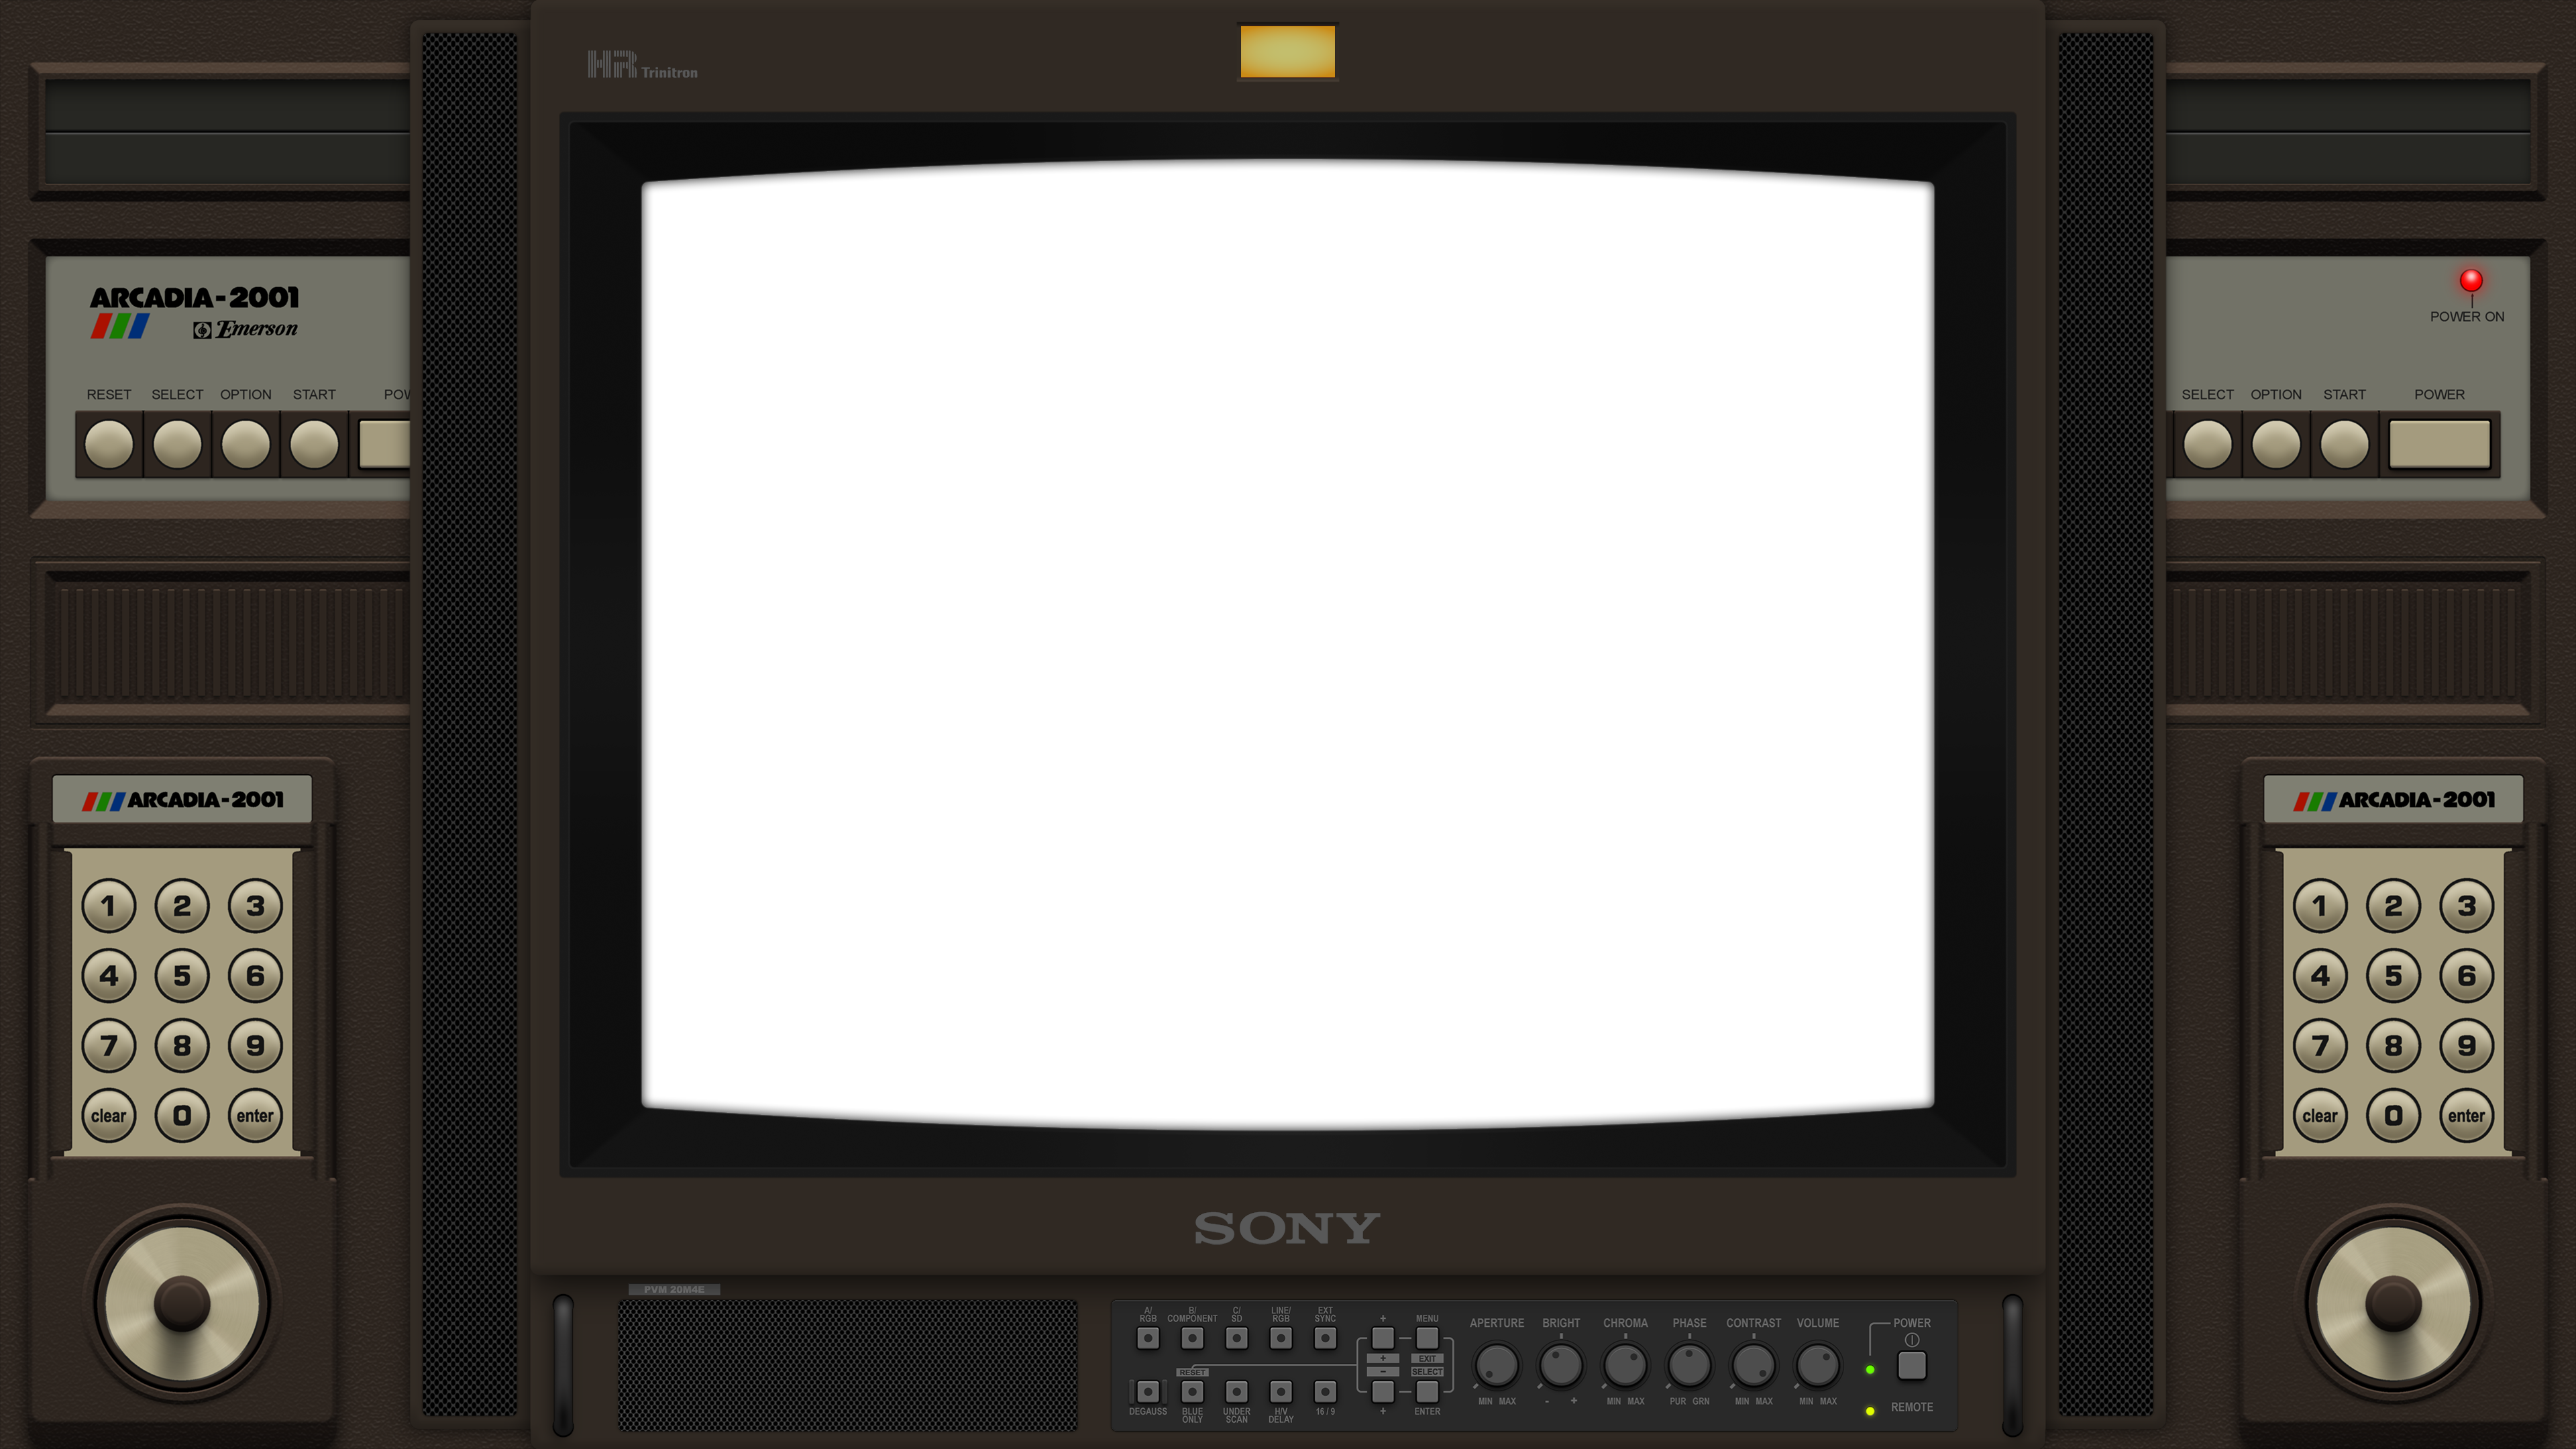 HR Trinitron
ARCADIA-2001
Emerson
RESET SELECT OPTION START POW
POWER ON
SELECT OPTION START POWER
ARCADIA-2001
1 2 3
4 5 6
7 8 9
clear 0 enter
ARCADIA-2001
1 2 3
4 5 6
7 8 9
clear 0 enter
SONY
PVM 20M4E
A/ B/ C/ LINE/ EXT
RGB COMPONENT SD RGB SYNC + MENU
APERTURE BRIGHT CHROMA PHASE CONTRAST VOLUME POWER
+ EXIT
RESET - SELECT
MIN MAX - + MIN MAX PUR GRN MIN MAX MIN MAX
DEGAUSS BLUE UNDER H/V 16/9 + ENTER REMOTE
ONLY SCAN DELAY